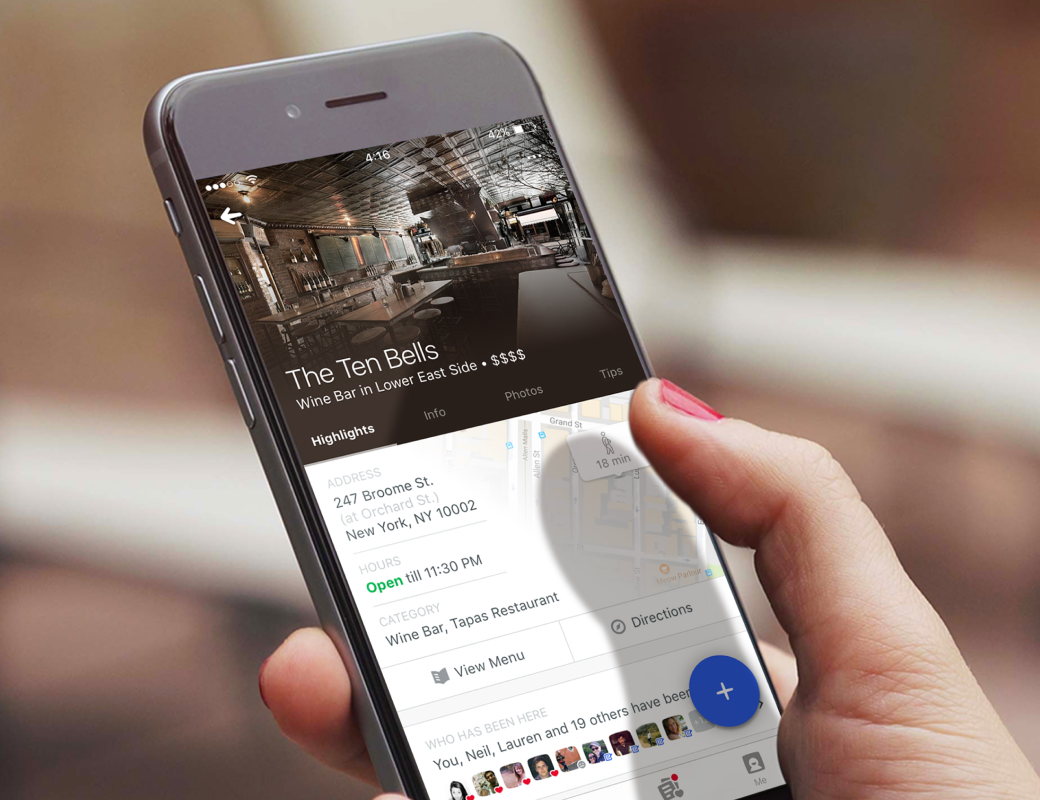 4:16
42%
The Ten Bells
Wine Bar in Lower East Side • $$$$
Highlights
Info
Photos
Tips
ADDRESS
247 Broome St.
(at Orchard St.)
New York, NY 10002
Grand St
Allen St
18 min
HOURS
Open till 11:30 PM
CATEGORY
Wine Bar, Tapas Restaurant
View Menu
Directions
WHO HAS BEEN HERE
You, Neil, Lauren and 19 others have been
Me